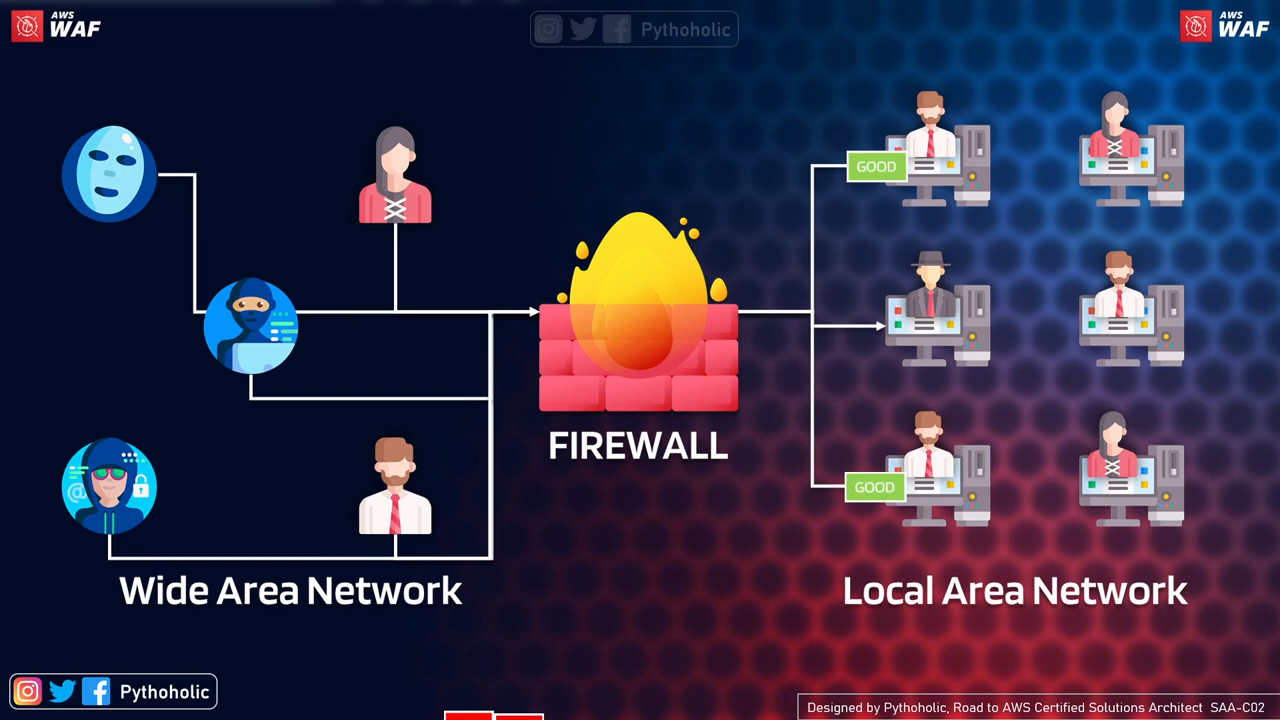 AWS
WAF
Pythoholic
AWS
WAF
GOOD
GOOD
FIREWALL
Wide Area Network
Local Area Network
Pythoholic
Designed by Pythoholic, Road to AWS Certified Solutions Architect SAA-C02